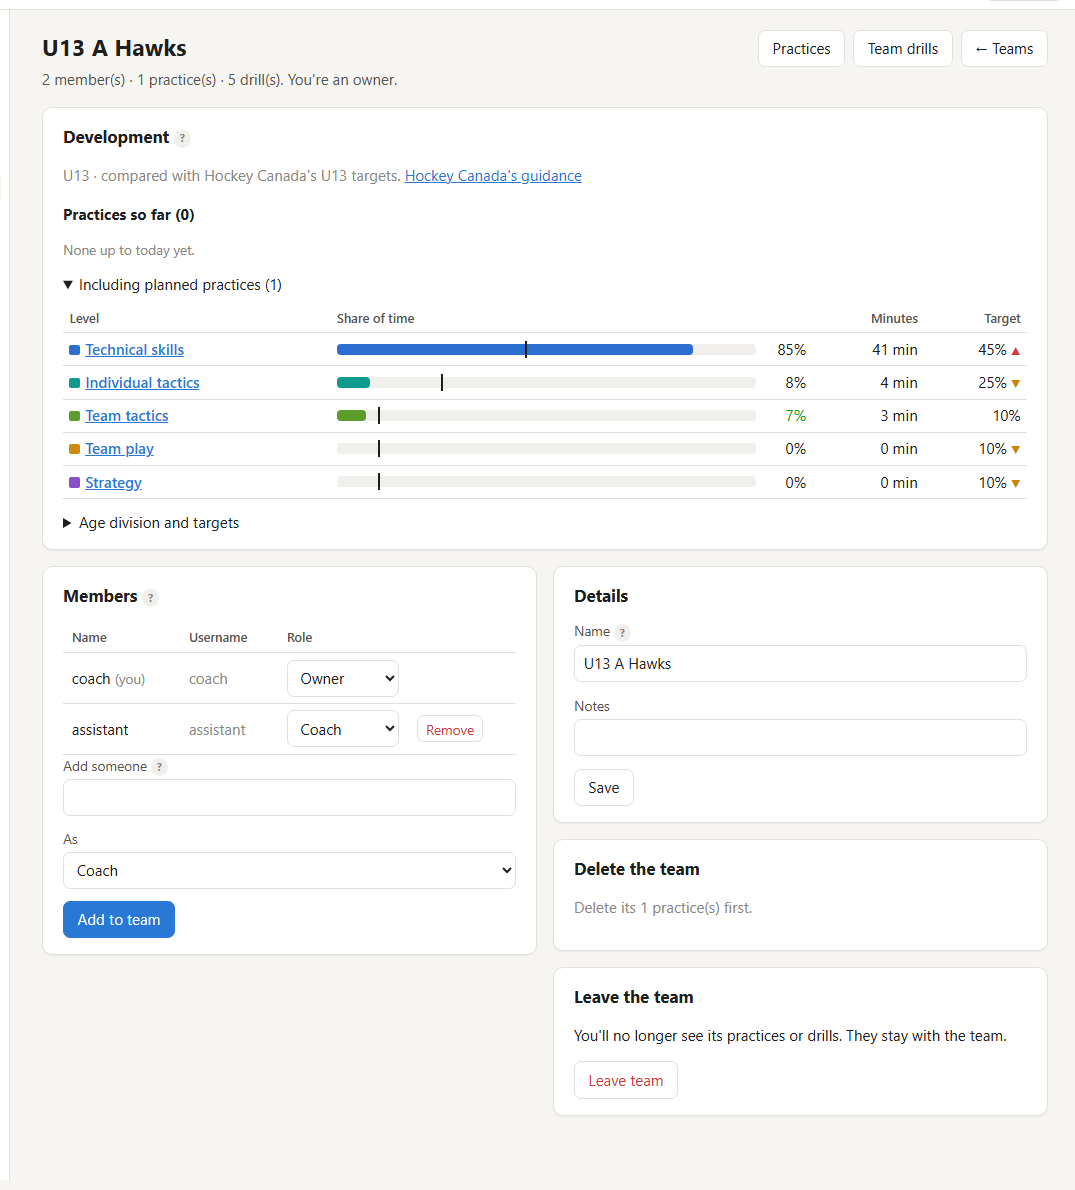 U13 A Hawks
Practices
Team drills
← Teams
2 member(s) · 1 practice(s) · 5 drill(s). You're an owner.
Development ?
U13 · compared with Hockey Canada's U13 targets. Hockey Canada's guidance
Practices so far (0)
None up to today yet.
▼ Including planned practices (1)
Level Share of time Minutes Target
Technical skills 85% 41 min 45% ▲
Individual tactics 8% 4 min 25% ▼
Team tactics 7% 3 min 10%
Team play 0% 0 min 10% ▼
Strategy 0% 0 min 10% ▼
▶ Age division and targets
Members ?
Name Username Role
coach (you) coach Owner
assistant assistant Coach Remove
Add someone ?
As
Coach
Add to team
Details
Name ?
U13 A Hawks
Notes
Save
Delete the team
Delete its 1 practice(s) first.
Leave the team
You'll no longer see its practices or drills. They stay with the team.
Leave team